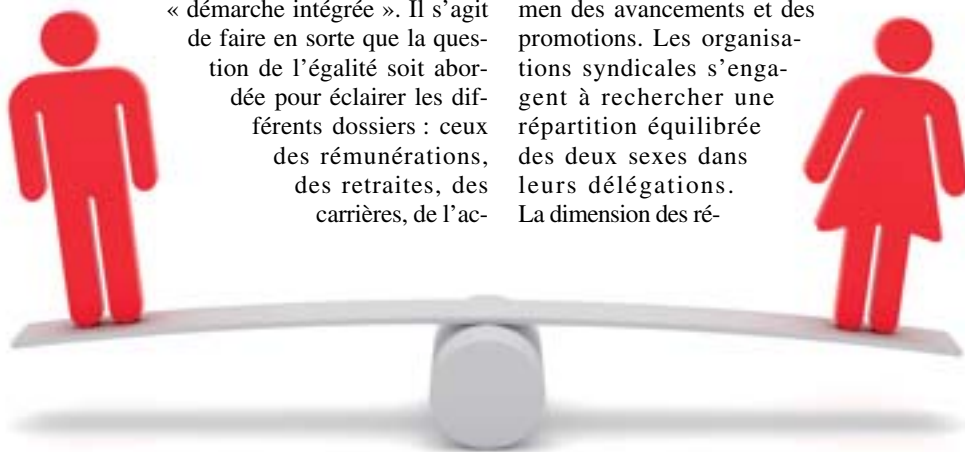 « démarche intégrée ». Il s’agit
de faire en sorte que la ques-
tion de l’égalité soit abor-
dée pour éclairer les dif-
férents dossiers : ceux
des rémunérations,
des retraites, des
carrières, de l’ac-
men des avancements et des
promotions. Les organisa-
tions syndicales s’enga-
gent à rechercher une
répartition équilibrée
des deux sexes dans
leurs délégations.
La dimension des ré-